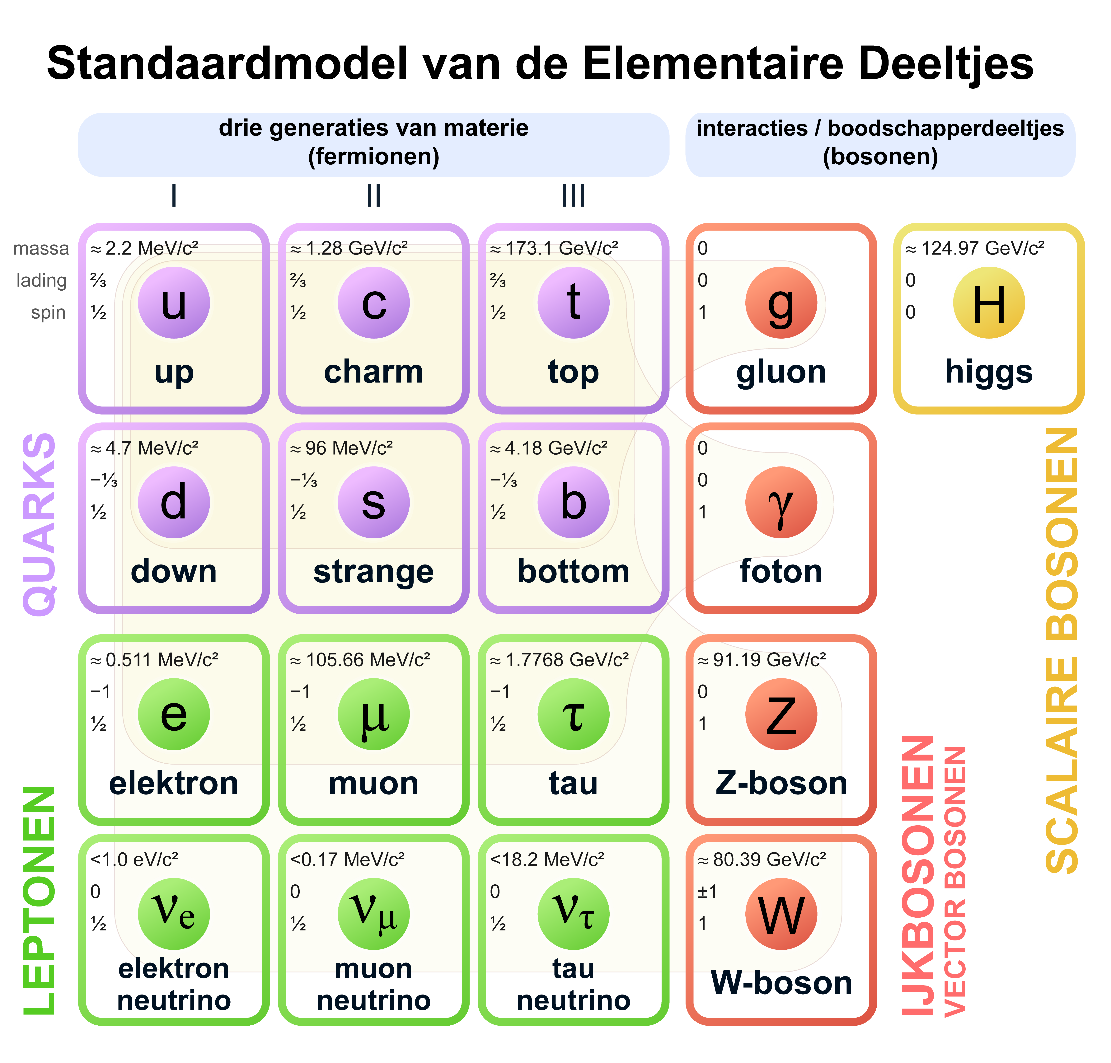 Standaardmodel van de Elementaire Deeltjes
drie generaties van materie
(fermionen)
interacties / boodschapperdeeltjes
(bosonen)
I
II
III
massa
lading
spin
≈ 2.2 MeV/c²
⅔
½
u
up
≈ 1.28 GeV/c²
⅔
½
c
charm
≈ 173.1 GeV/c²
⅔
½
t
top
0
0
1
g
gluon
≈ 124.97 GeV/c²
0
0
H
higgs
QUARKS
≈ 4.7 MeV/c²
−⅓
½
d
down
≈ 96 MeV/c²
−⅓
½
s
strange
≈ 4.18 GeV/c²
−⅓
½
b
bottom
0
0
1
γ
foton
SCALAIRE BOSONEN
LEPTONEN
≈ 0.511 MeV/c²
−1
½
e
elektron
≈ 105.66 MeV/c²
−1
½
μ
muon
≈ 1.7768 GeV/c²
−1
½
τ
tau
≈ 91.19 GeV/c²
0
1
Z
Z-boson
IJKBOSONEN
VECTOR BOSONEN
<1.0 eV/c²
0
½
νe
elektron
neutrino
<0.17 MeV/c²
0
½
νμ
muon
neutrino
<18.2 MeV/c²
0
½
ντ
tau
neutrino
≈ 80.39 GeV/c²
±1
1
W
W-boson